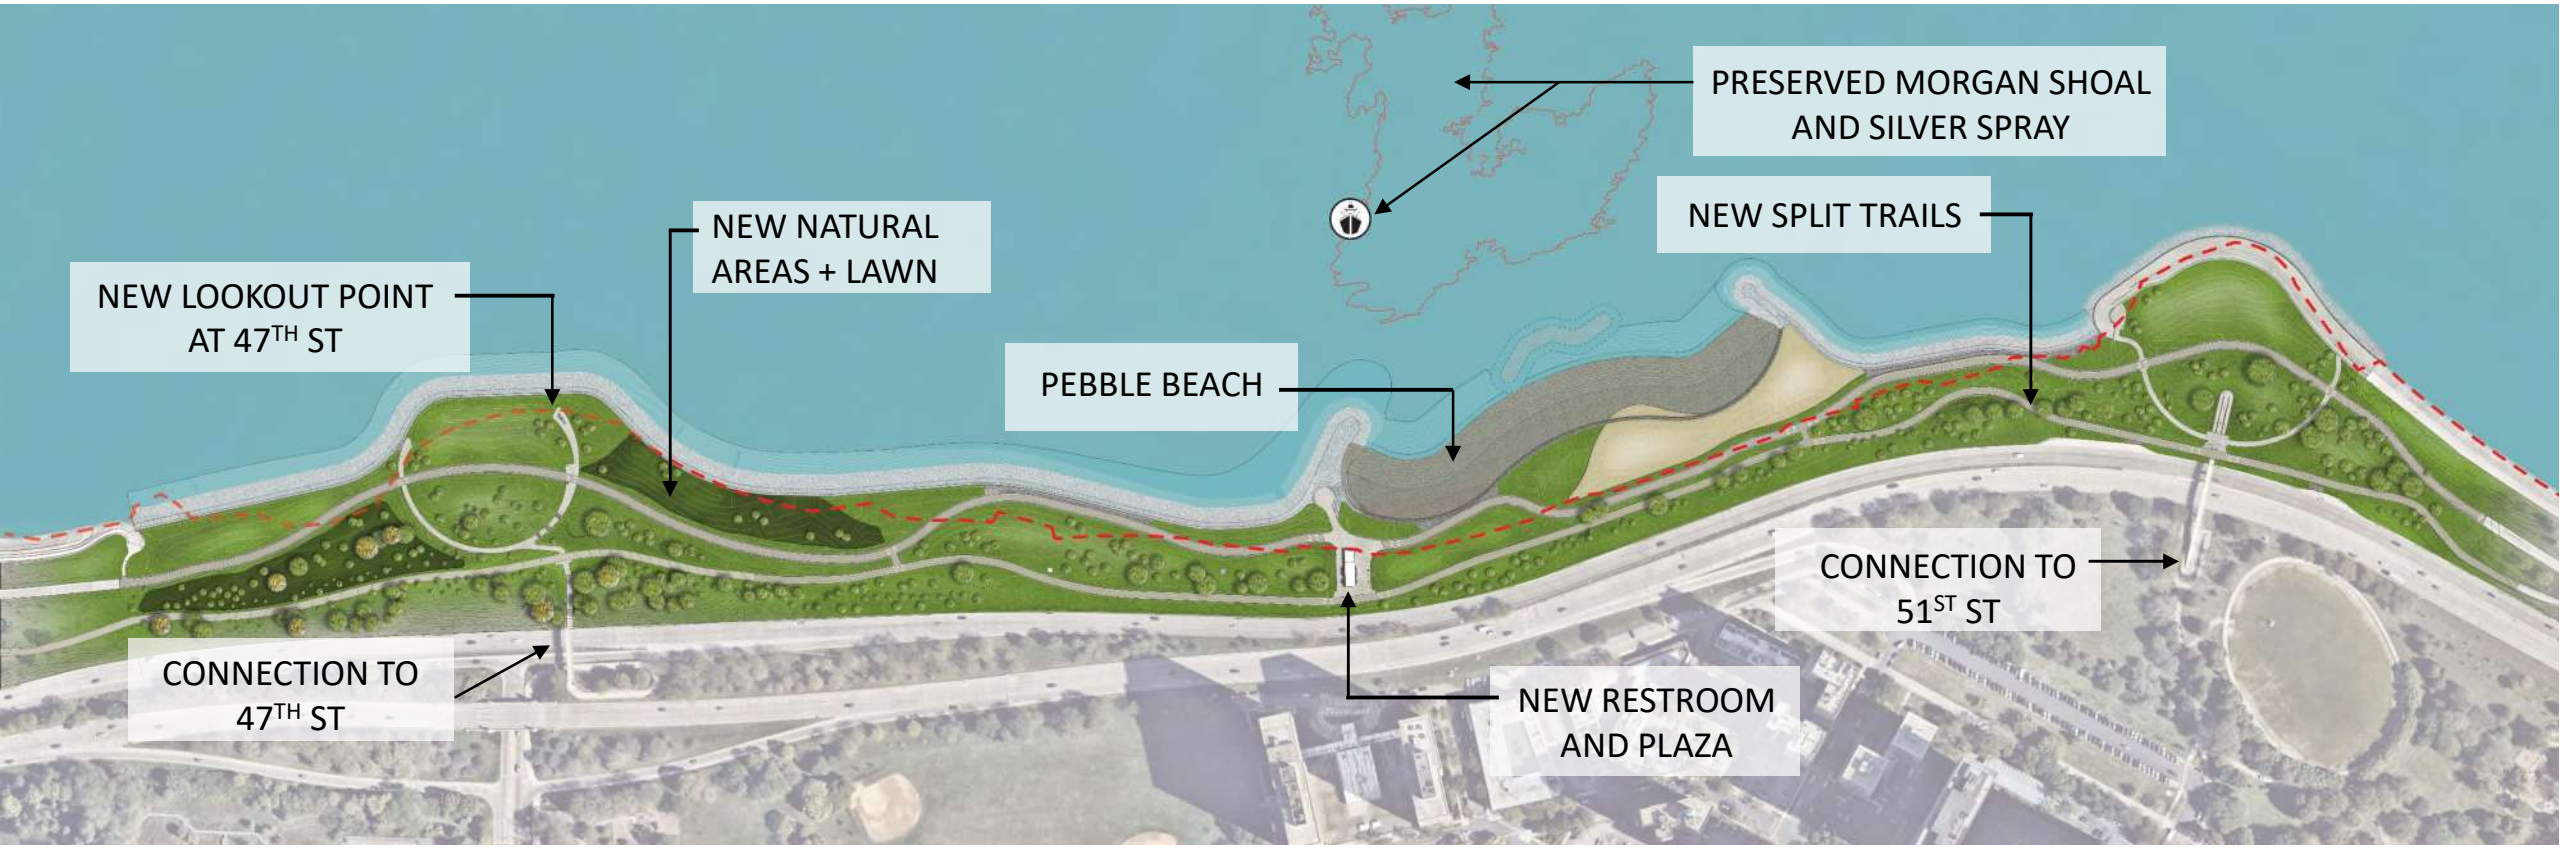 PRESERVED MORGAN SHOAL
AND SILVER SPRAY
NEW SPLIT TRAILS
NEW NATURAL
AREAS + LAWN
NEW LOOKOUT POINT
AT 47TH ST
PEBBLE BEACH
CONNECTION TO
51ST ST
CONNECTION TO
47TH ST
NEW RESTROOM
AND PLAZA